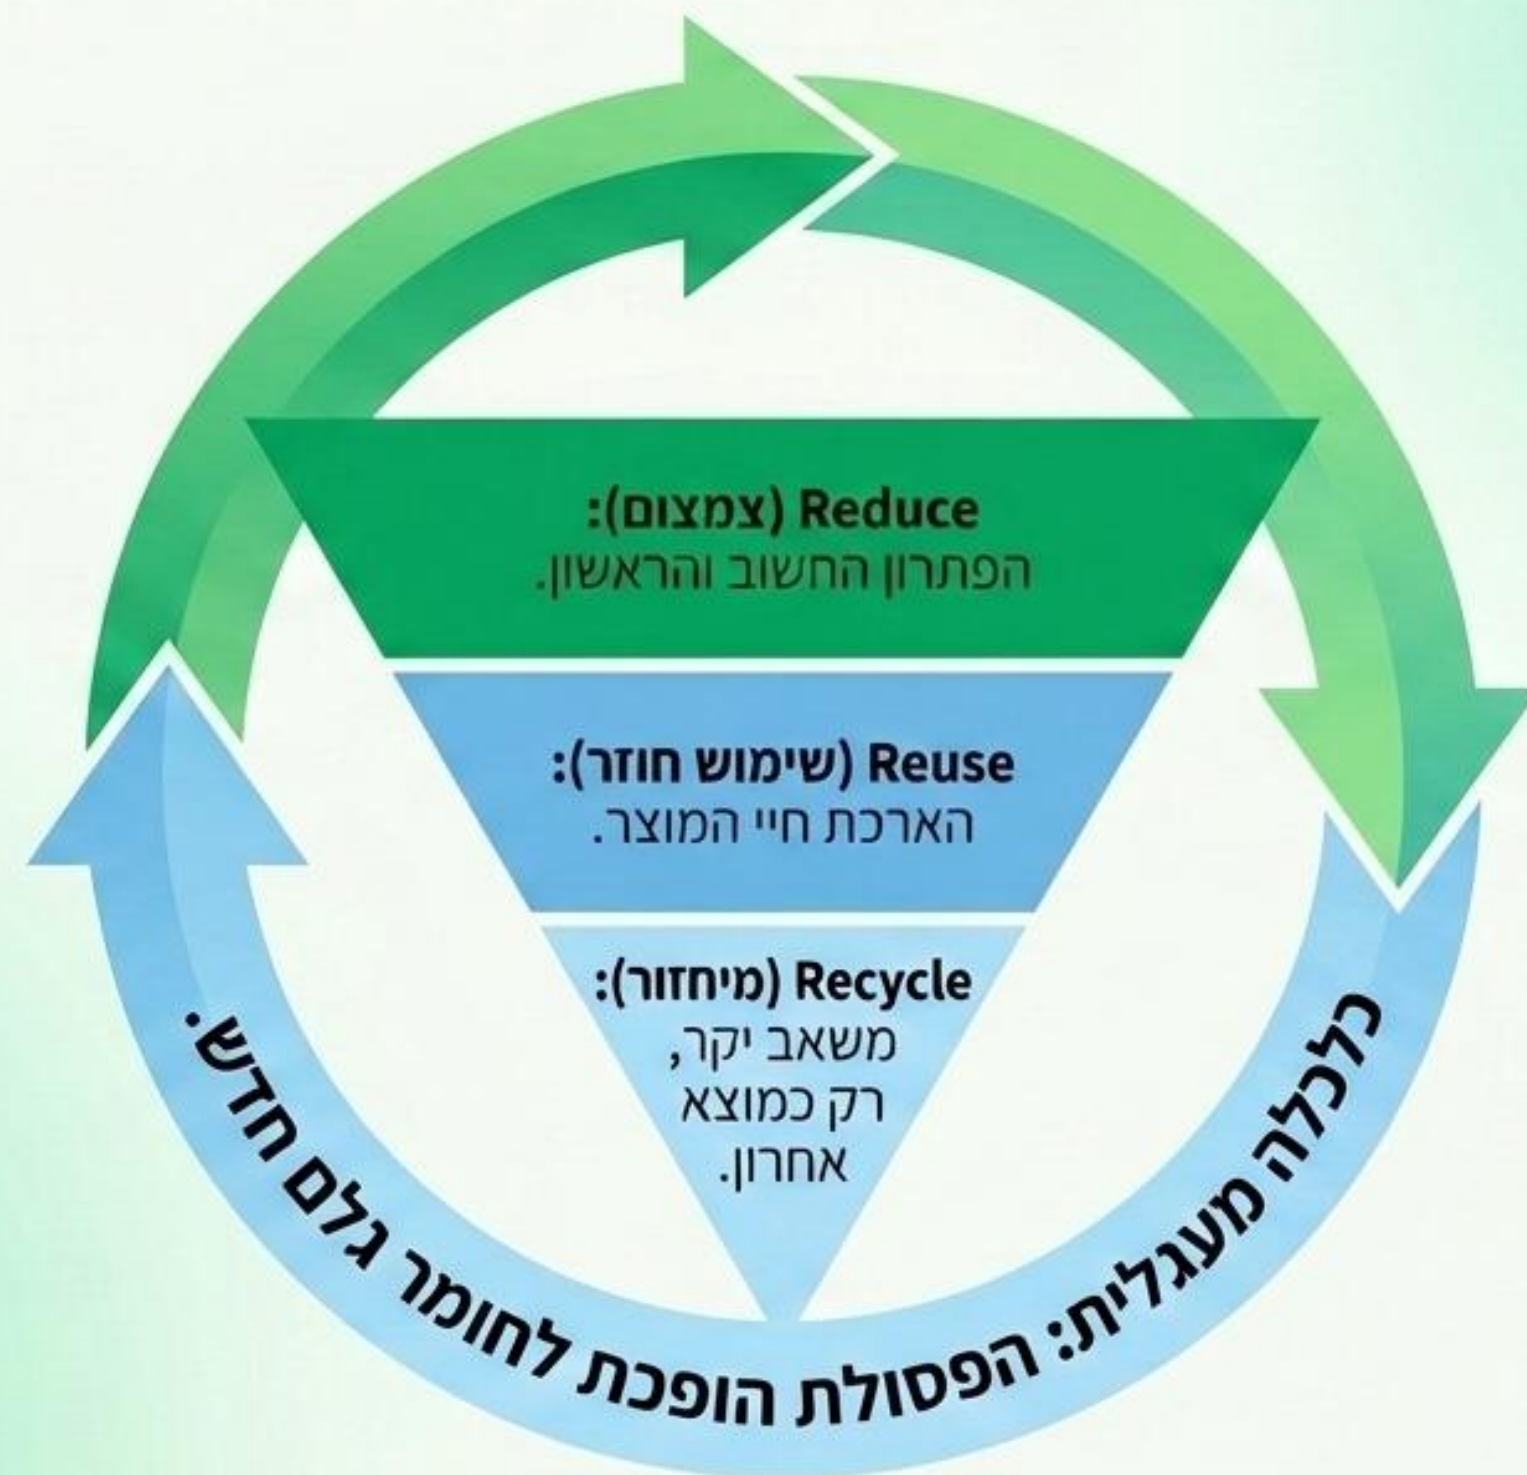 Reduce (צמצום):
הפתרון החשוב והראשון.
Reuse (שימוש חוזר):
הארכת חיי המוצר.
Recycle (מיחזור):
משאב יקר,
רק כמוצא
אחרון.
כלכלה מעגלית: הפסולת הופכת לחומר גלם חדש.